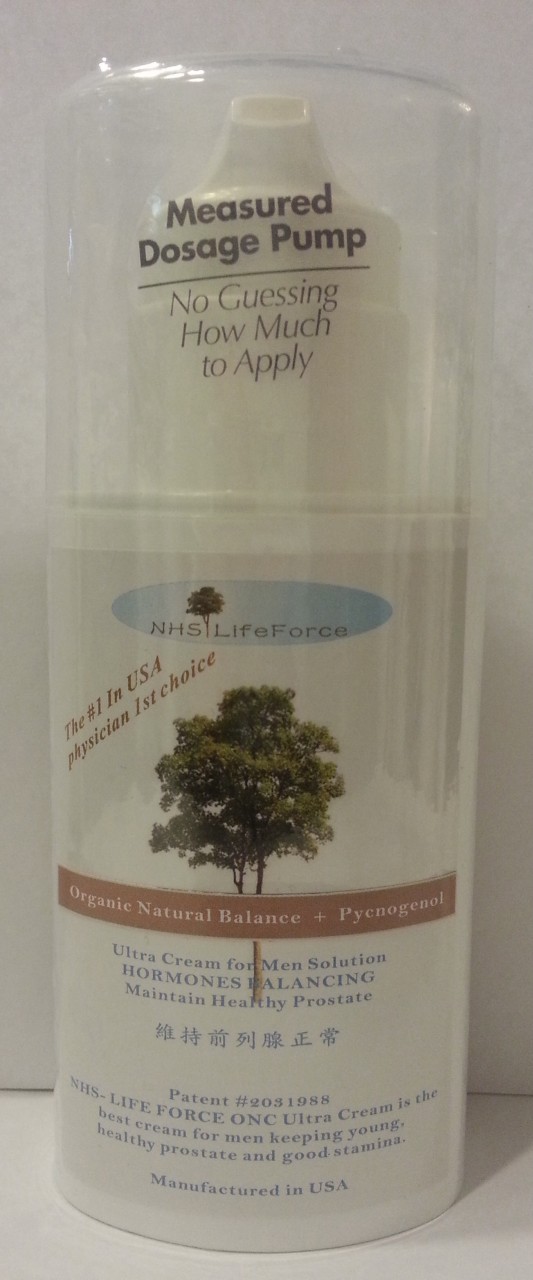 Measured
Dosage Pump
No Guessing
How Much
to Apply
NHS LifeForce
The #1 In USA
physician 1st choice
Organic Natural Balance + Pycnogenol
Ultra Cream for Men Solution
HORMONES BALANCING
Maintain Healthy Prostate
維持前列腺正常
Patent #2031988
NHS- LIFE FORCE ONC Ultra Cream is the
best cream for men keeping young,
healthy prostate and good stamina.
Manufactured in USA